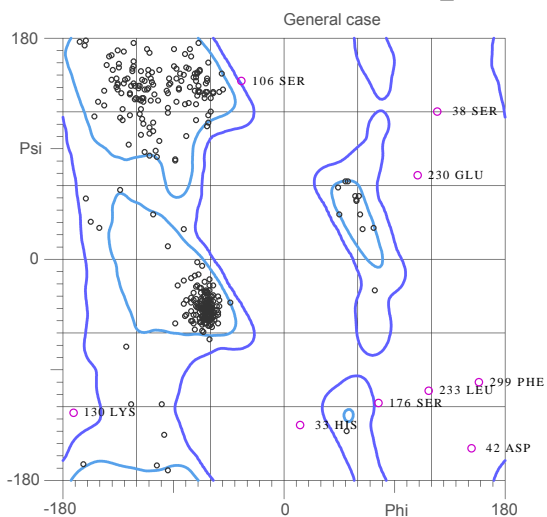 General case
180
106 SER
38 SER
Psi
230 GLU
0
299 PHE
233 LEU
176 SER
130 LYS
33 HIS
42 ASP
-180
-180
0
Phi
180